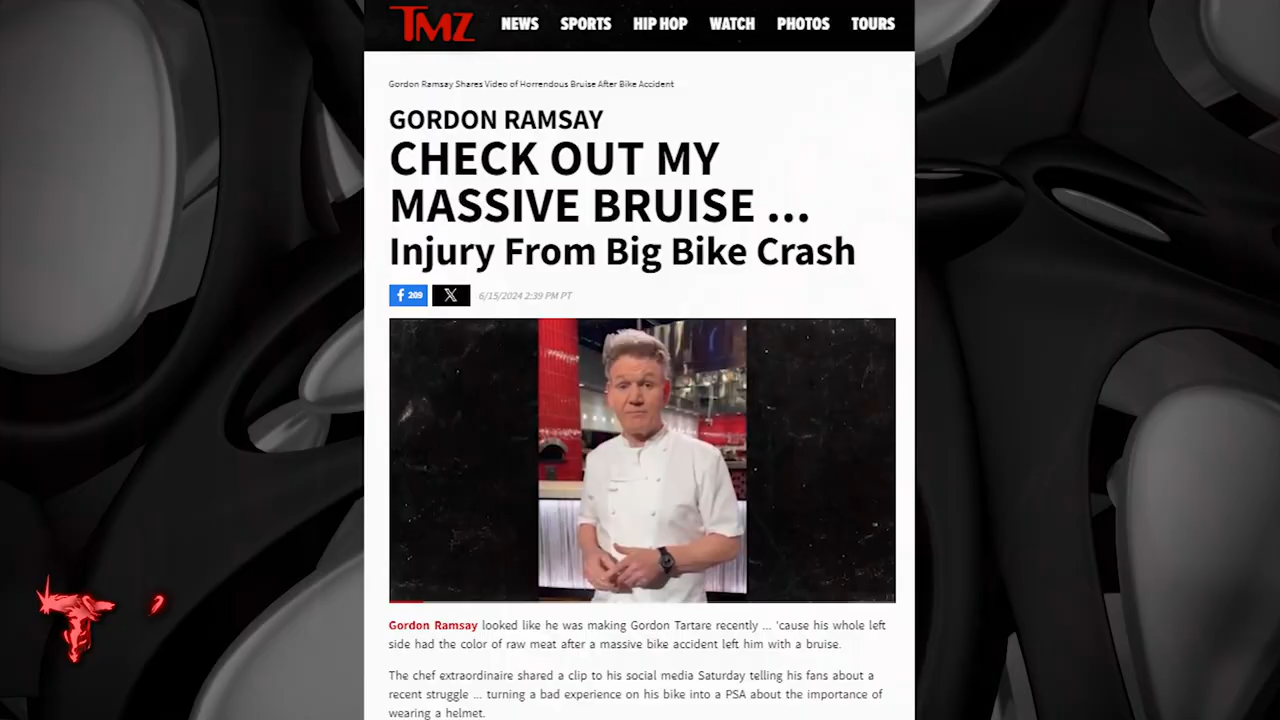 TMZ NEWS SPORTS HIP HOP WATCH PHOTOS TOURS
Gordon Ramsay Shares Video of Horrendous Bruise After Bike Accident
GORDON RAMSAY
CHECK OUT MY
MASSIVE BRUISE ...
Injury From Big Bike Crash
209
6/15/2024 2:39 PM PT
Gordon Ramsay looked like he was making Gordon Tartare recently ... 'cause his whole left
side had the color of raw meat after a massive bike accident left him with a bruise.
The chef extraordinaire shared a clip to his social media Saturday telling his fans about a
recent struggle ... turning a bad experience on his bike into a PSA about the importance of
wearing a helmet.